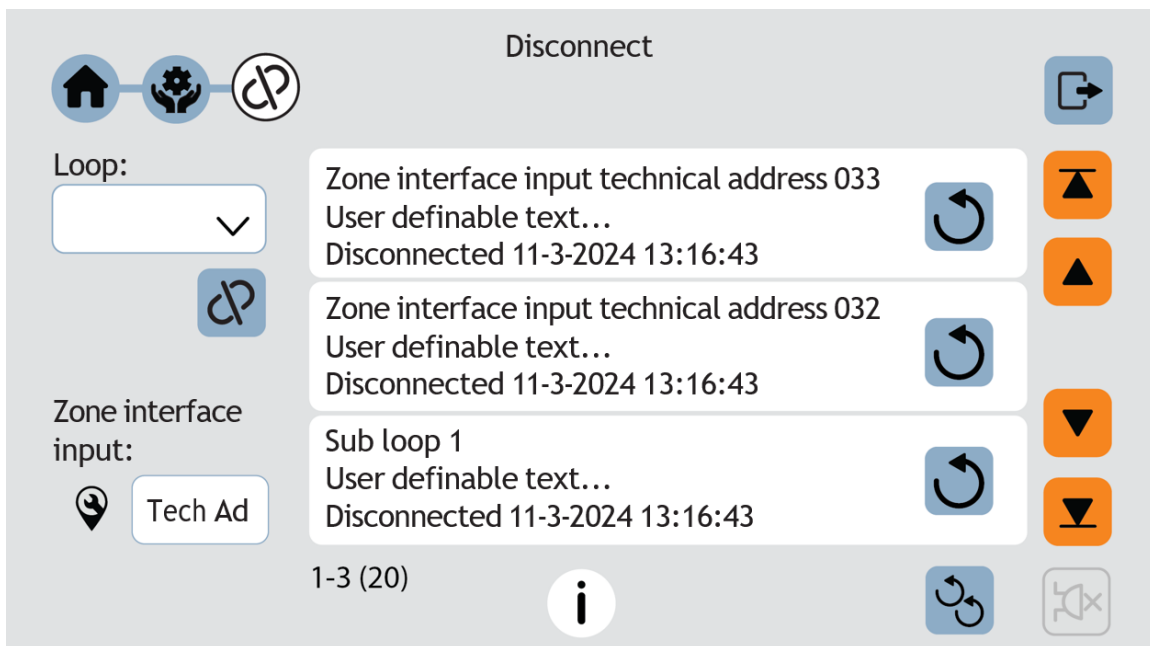 Disconnect
Loop:
Zone interface input technical address 033
User definable text...
Disconnected 11-3-2024 13:16:43
Zone interface input technical address 032
User definable text...
Disconnected 11-3-2024 13:16:43
Zone interface
input:
Tech Ad
Sub loop 1
User definable text...
Disconnected 11-3-2024 13:16:43
1-3 (20)
i